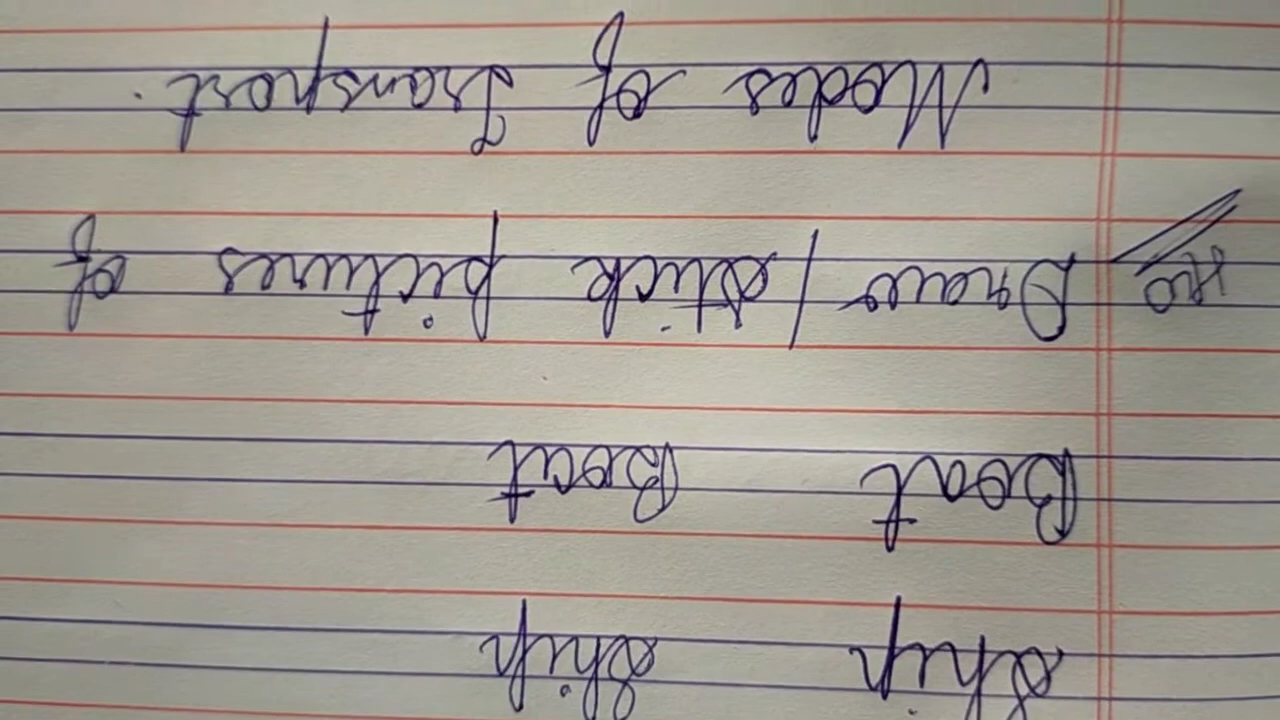 Ship Ship
Boat Boat
Draw / stick pictures of
Modes of Transport.